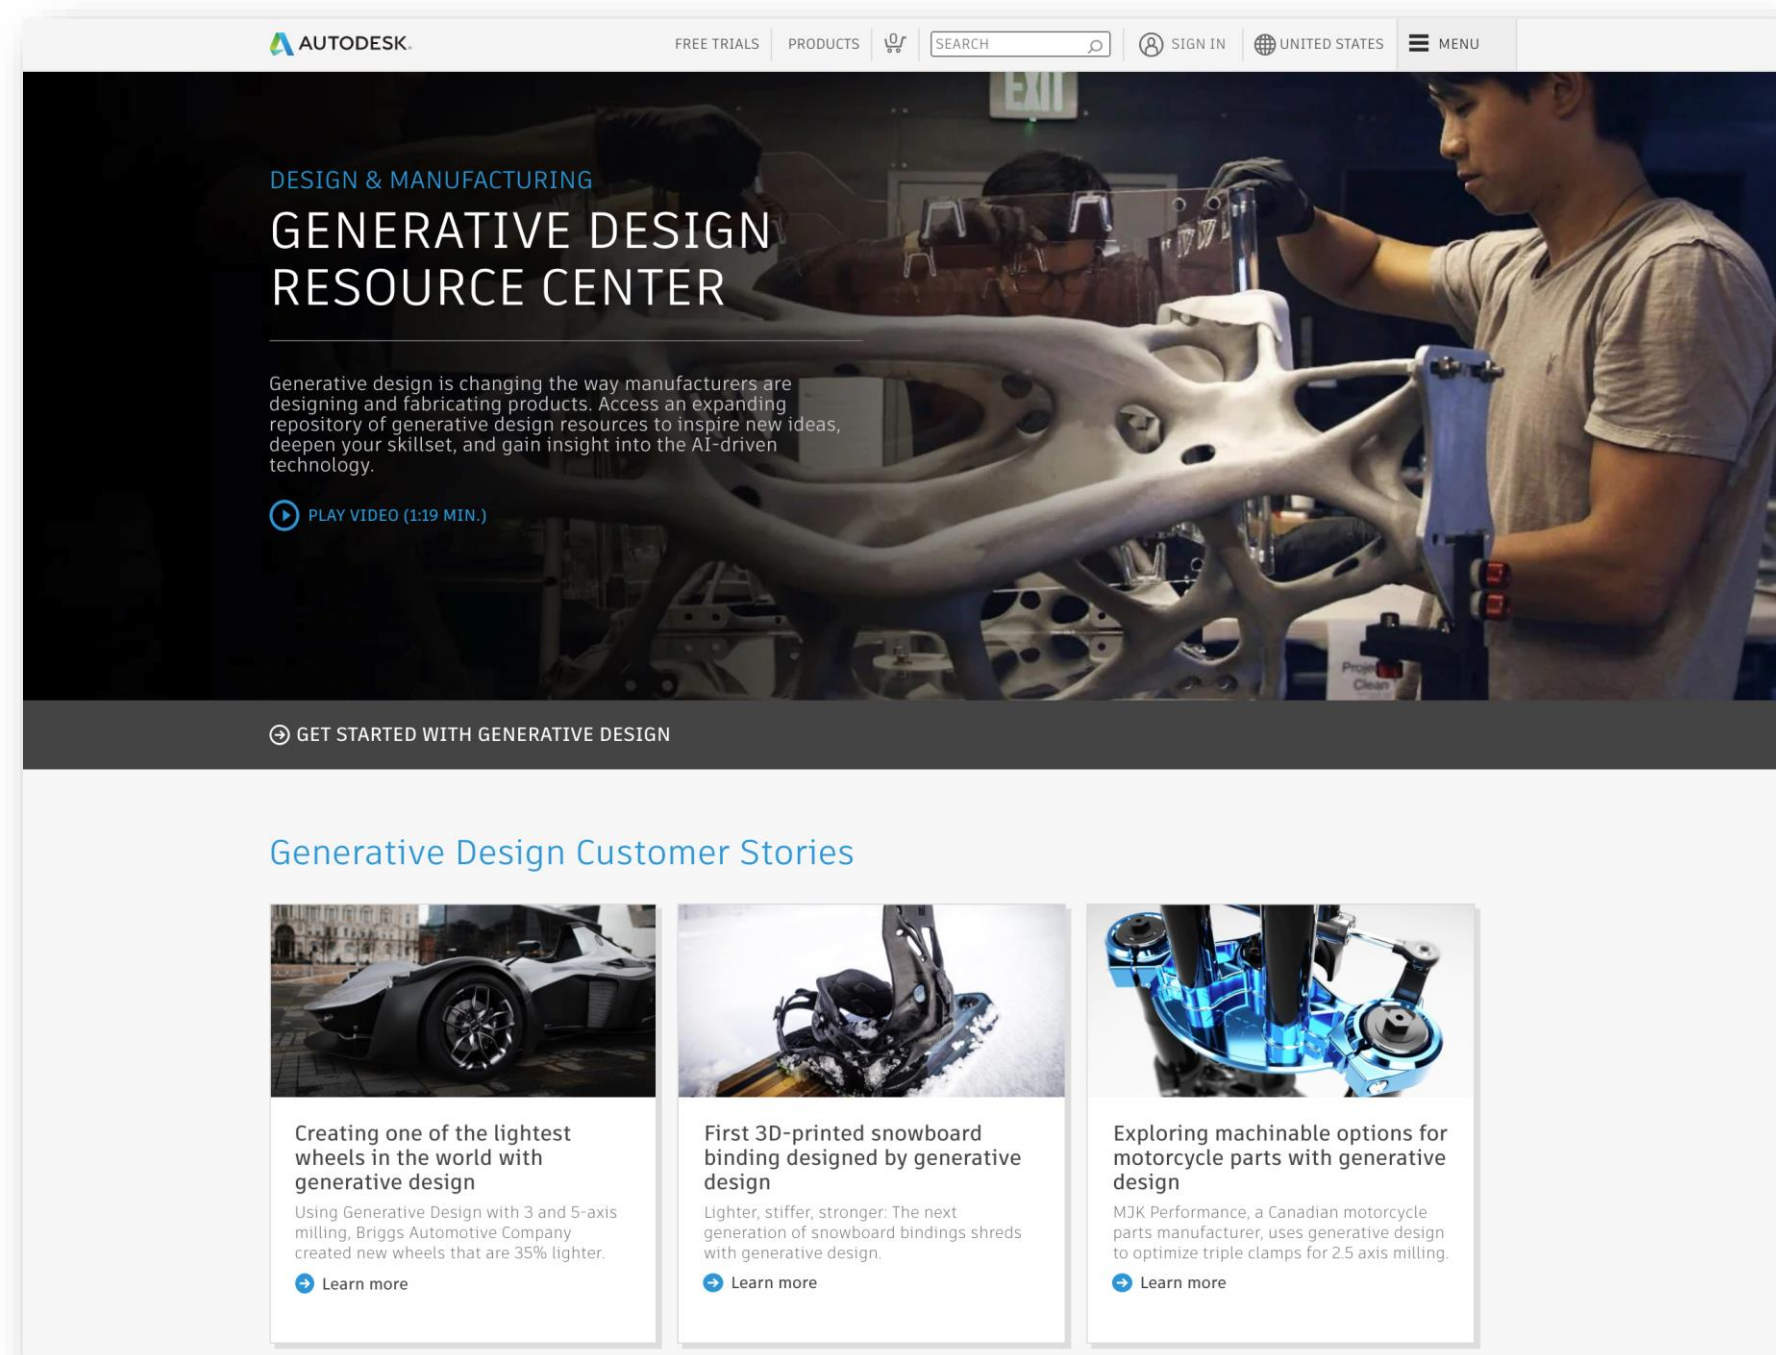 AUTODESK.
FREE TRIALS
PRODUCTS
0
SEARCH
SIGN IN
UNITED STATES
MENU
EXIT
DESIGN & MANUFACTURING
GENERATIVE DESIGN
RESOURCE CENTER
Generative design is changing the way manufacturers are
designing and fabricating products. Access an expanding
repository of generative design resources to inspire new ideas,
deepen your skillset, and gain insight into the AI-driven
technology.
PLAY VIDEO (1:19 MIN.)
Clean
GET STARTED WITH GENERATIVE DESIGN
Generative Design Customer Stories
Creating one of the lightest
wheels in the world with
generative design
Using Generative Design with 3 and 5-axis
milling, Briggs Automotive Company
created new wheels that are 35% lighter.
Learn more
First 3D-printed snowboard
binding designed by generative
design
Lighter, stiffer, stronger: The next
generation of snowboard bindings shreds
with generative design.
Learn more
Exploring machinable options for
motorcycle parts with generative
design
MJK Performance, a Canadian motorcycle
parts manufacturer, uses generative design
to optimize triple clamps for 2.5 axis milling.
Learn more